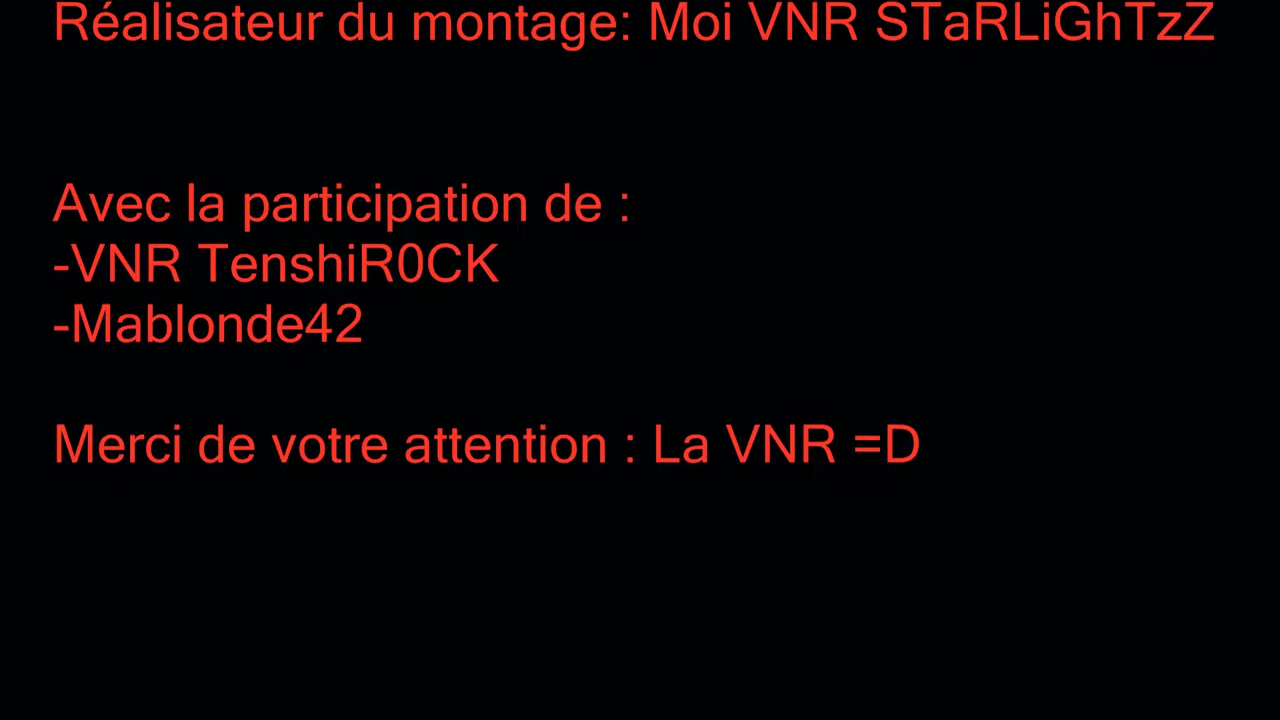 Réalisateur du montage: Moi VNR STaRLiGhTzZ
Avec la participation de :
-VNR TenshiR0CK
-Mablonde42
Merci de votre attention : La VNR =D